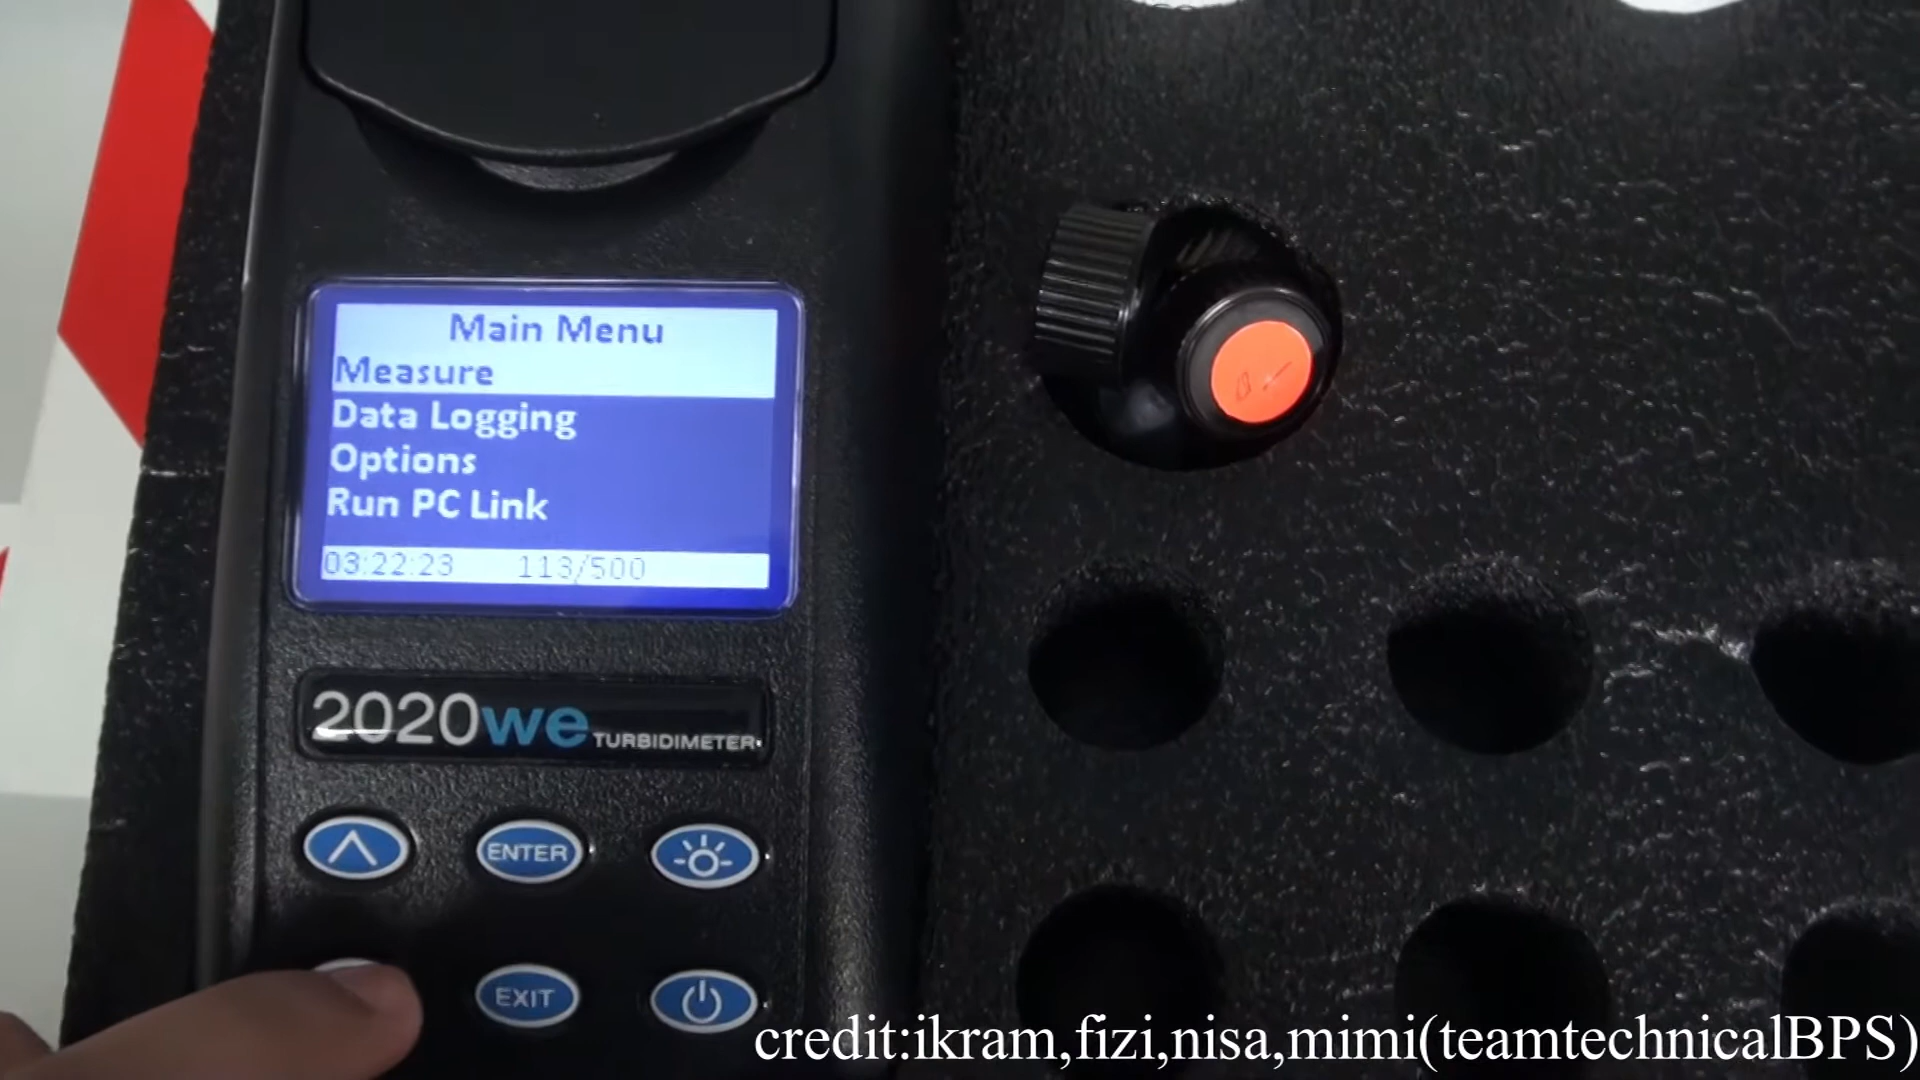 Main Menu
Measure
Data Logging
Options
Run PC Link
03:22:23 113/500
2020we TURBIDIMETER
ENTER
EXIT
credit:ikram,fizi,nisa,mimi(teamtechnicalBPS)